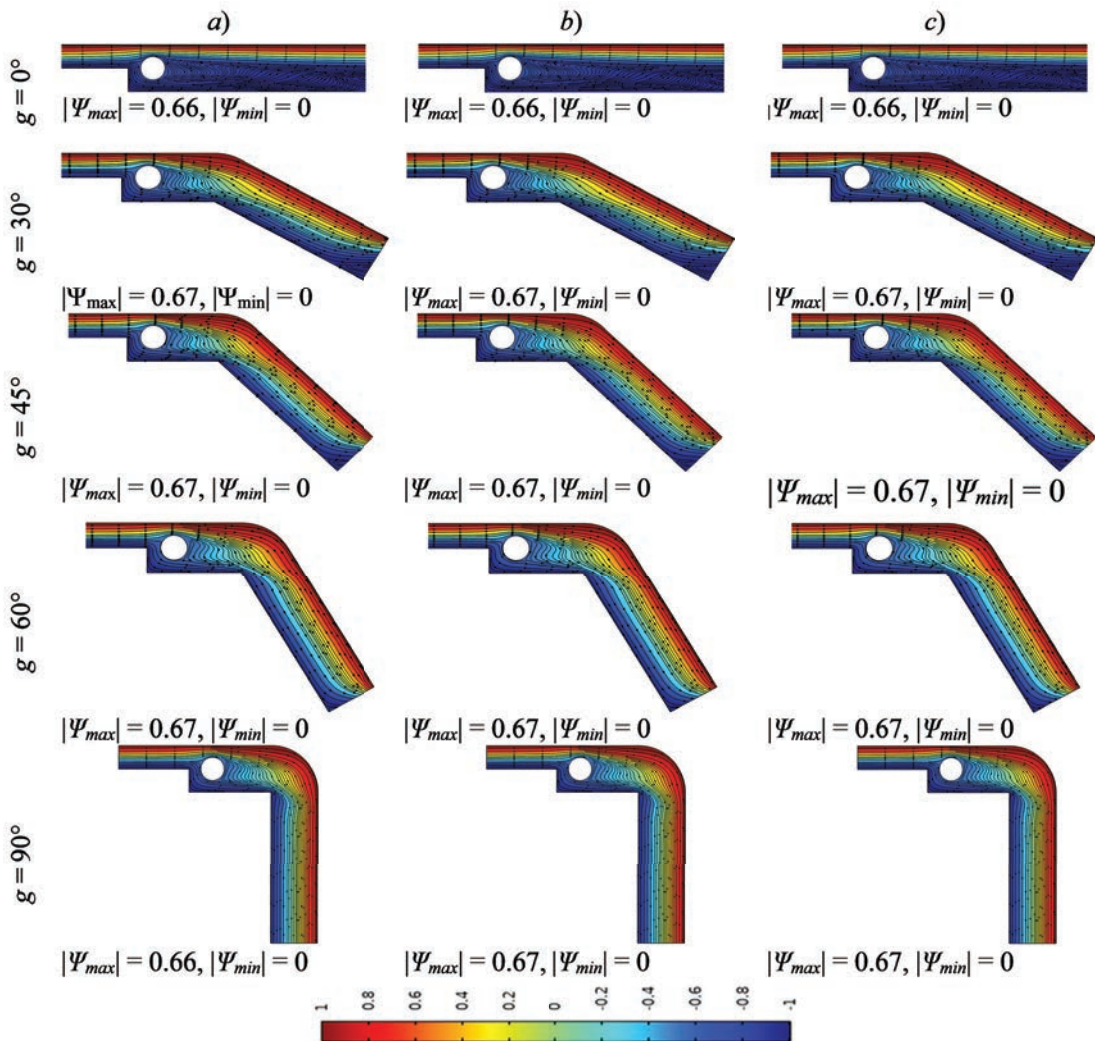 a) b) c)
g = 0°
|Ψmax| = 0.66, |Ψmin| = 0 |Ψmax| = 0.66, |Ψmin| = 0 |Ψmax| = 0.66, |Ψmin| = 0
g = 30°
|Ψmax| = 0.67, |Ψmin| = 0 |Ψmax| = 0.67, |Ψmin| = 0 |Ψmax| = 0.67, |Ψmin| = 0
g = 45°
|Ψmax| = 0.67, |Ψmin| = 0 |Ψmax| = 0.67, |Ψmin| = 0 |Ψmax| = 0.67, |Ψmin| = 0
g = 60°
|Ψmax| = 0.67, |Ψmin| = 0 |Ψmax| = 0.67, |Ψmin| = 0 |Ψmax| = 0.67, |Ψmin| = 0
g = 90°
|Ψmax| = 0.66, |Ψmin| = 0 |Ψmax| = 0.67, |Ψmin| = 0 |Ψmax| = 0.67, |Ψmin| = 0
1 0.8 0.6 0.4 0.2 0 -0.2 -0.4 -0.6 -0.8 -1